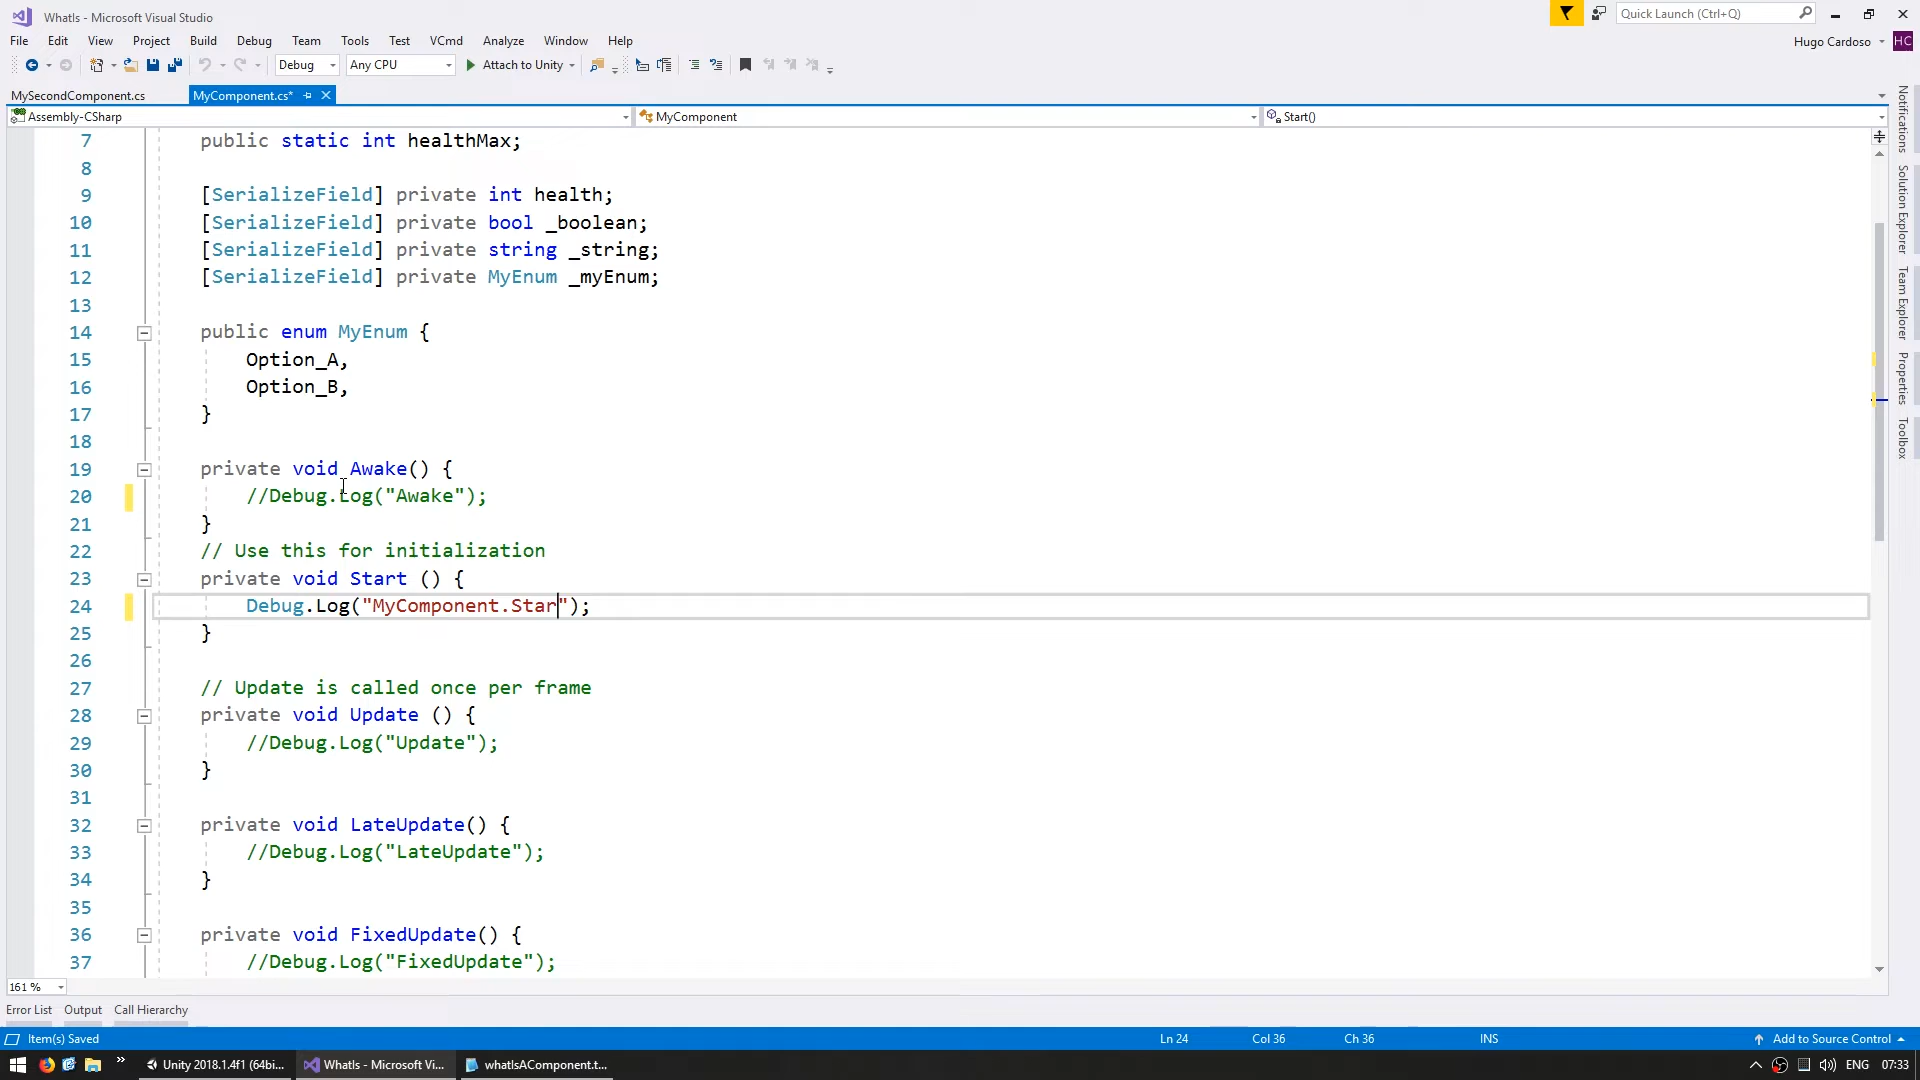 WhatIs - Microsoft Visual Studio
Quick Launch (Ctrl+Q)
File Edit View Project Build Debug Team Tools Test VCmd Analyze Window Help
Hugo Cardoso HC
Debug Any CPU Attach to Unity
MySecondComponent.cs MyComponent.cs*
Assembly-CSharp MyComponent Start()
7 public static int healthMax;
8
9 [SerializeField] private int health;
10 [SerializeField] private bool _boolean;
11 [SerializeField] private string _string;
12 [SerializeField] private MyEnum _myEnum;
13
14 public enum MyEnum {
15 Option_A,
16 Option_B,
17 }
18
19 private void Awake() {
20 //Debug.Log("Awake");
21 }
22 // Use this for initialization
23 private void Start () {
24 Debug.Log("MyComponent.Star");
25 }
26
27 // Update is called once per frame
28 private void Update () {
29 //Debug.Log("Update");
30 }
31
32 private void LateUpdate() {
33 //Debug.Log("LateUpdate");
34 }
35
36 private void FixedUpdate() {
37 //Debug.Log("FixedUpdate");
Notifications
Solution Explorer
Team Explorer
Properties
Toolbox
161 %
Error List Output Call Hierarchy
Item(s) Saved Ln 24 Col 36 Ch 36 INS Add to Source Control
Unity 2018.1.4f1 (64bi... WhatIs - Microsoft Vi... whatIsAComponent.t... ENG 07:33